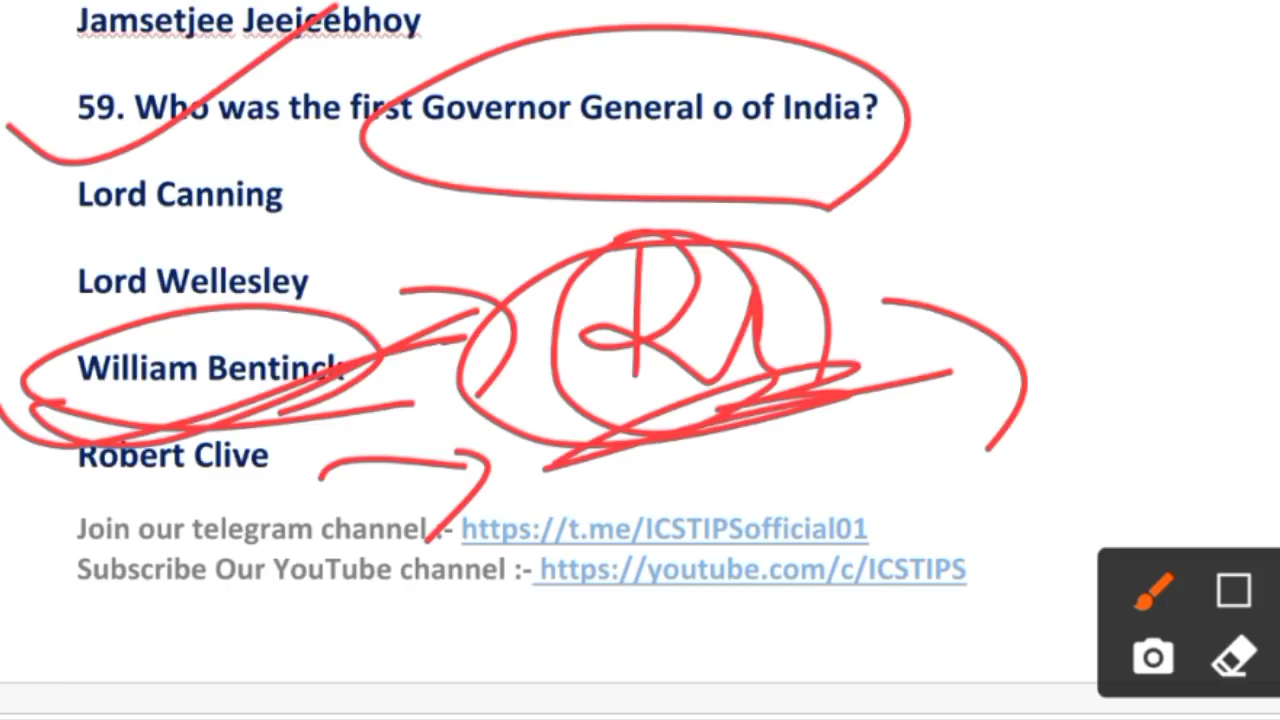 Jamsetjee Jeejeebhoy
59. Who was the first Governor General o of India?
Lord Canning
Lord Wellesley
William Bentinck
Robert Clive
Join our telegram channel :- https://t.me/ICSTIPSofficial01
Subscribe Our YouTube channel :- https://youtube.com/c/ICSTIPS